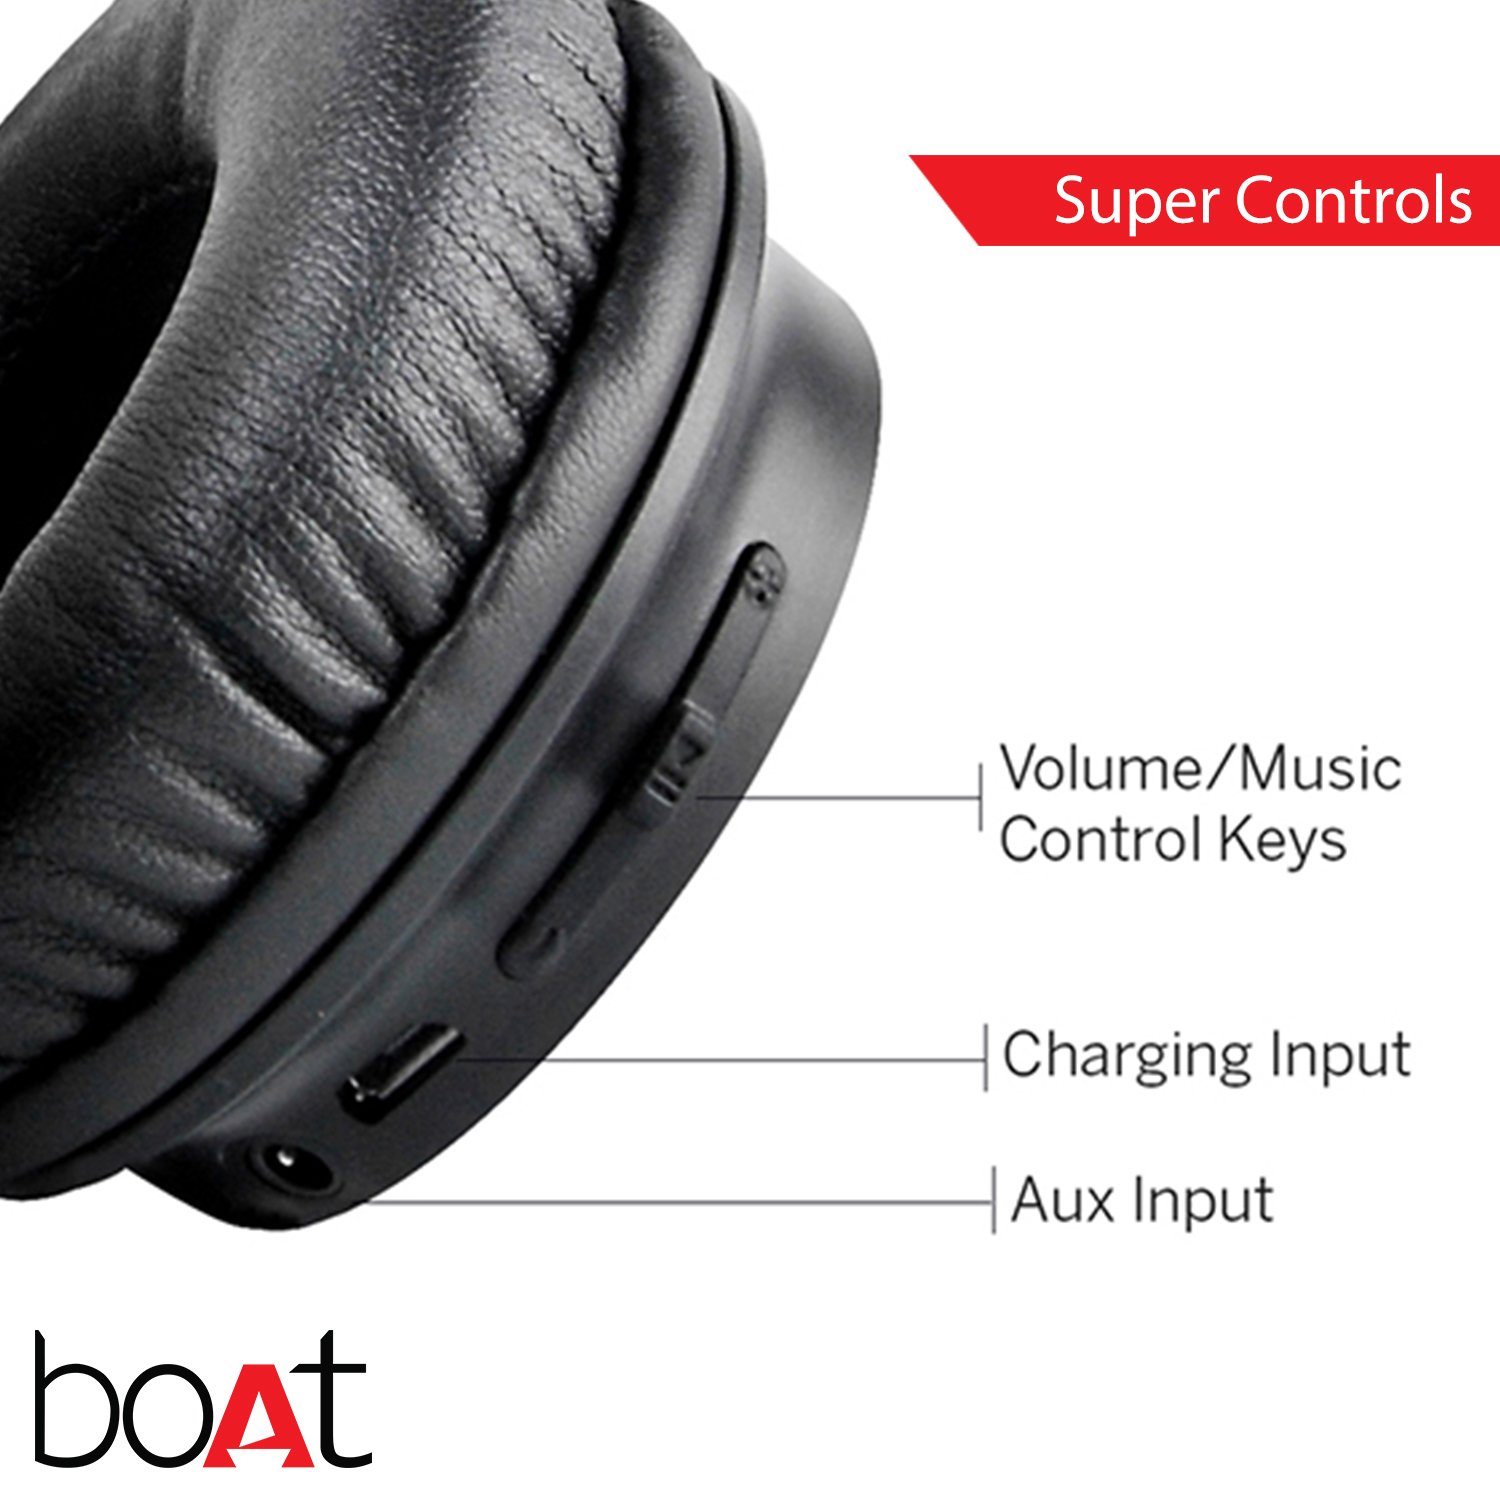 Super Controls
Volume/Music
Control Keys
Charging Input
Aux Input
boAt